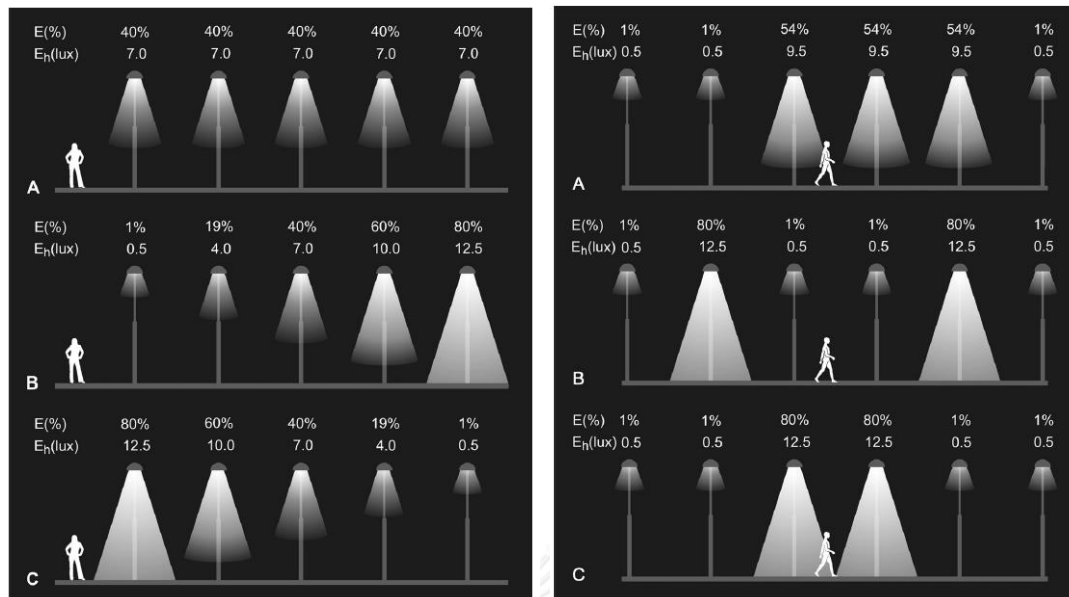 E(%) 40% 40% 40% 40% 40%
Eh(lux) 7.0 7.0 7.0 7.0 7.0
A
E(%) 1% 19% 40% 60% 80%
Eh(lux) 0.5 4.0 7.0 10.0 12.5
B
E(%) 80% 60% 40% 19% 1%
Eh(lux) 12.5 10.0 7.0 4.0 0.5
C
E(%) 1% 1% 54% 54% 54% 1%
Eh(lux) 0.5 0.5 9.5 9.5 9.5 0.5
A
E(%) 1% 80% 1% 1% 80% 1%
Eh(lux) 0.5 12.5 0.5 0.5 12.5 0.5
B
E(%) 1% 1% 80% 80% 1% 1%
Eh(lux) 0.5 0.5 12.5 12.5 0.5 0.5
C